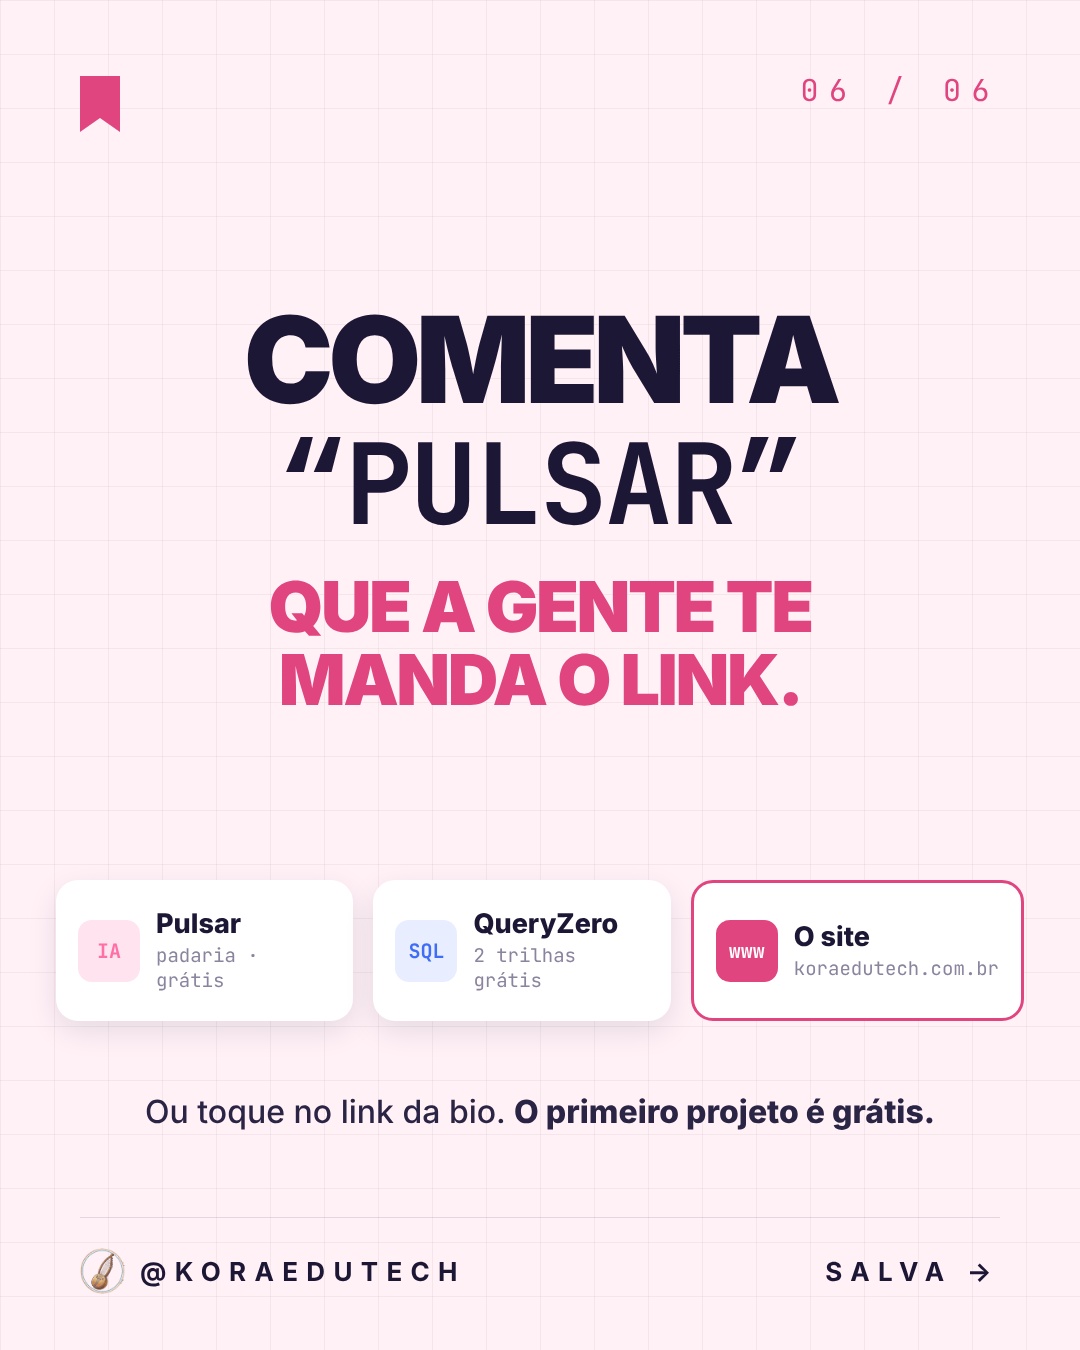 06 / 06
COMENTA
“PULSAR”
QUE A GENTE TE
MANDA O LINK.
IA
Pulsar
padaria ·
grátis
SQL
QueryZero
2 trilhas
grátis
www
O site
koraedutech.com.br
Ou toque no link da bio. O primeiro projeto é grátis.
@KORAEDUTECH
SALVA →